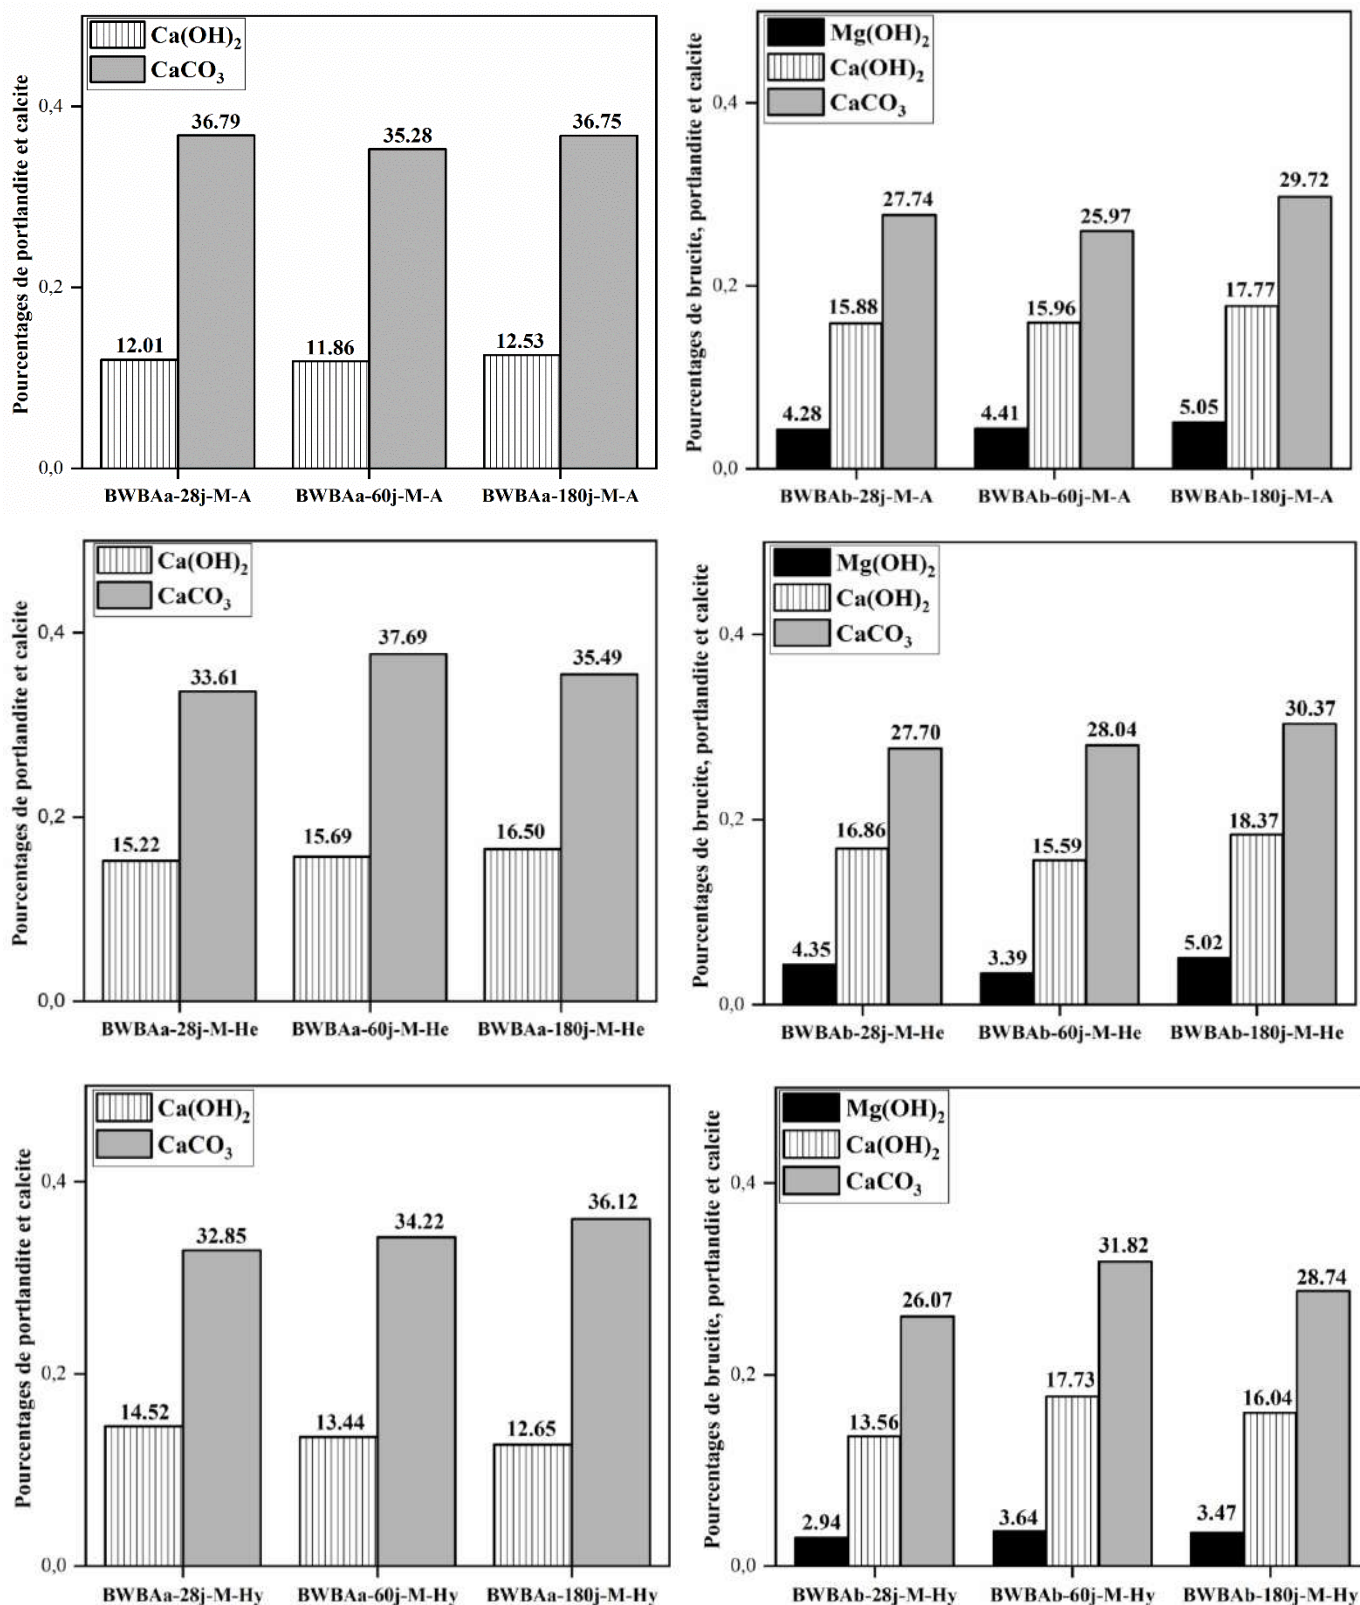 Ca(OH)2
CaCO3
Pourcentages de portlandite et calcite
0,4
0,2
0,0
36.79
35.28
36.75
12.01
11.86
12.53
BWBAa-28j-M-A
BWBAa-60j-M-A
BWBAa-180j-M-A
Mg(OH)2
Ca(OH)2
CaCO3
Pourcentages de brucite, portlandite et calcite
0,4
0,2
0,0
27.74
25.97
29.72
15.88
15.96
17.77
4.28
4.41
5.05
BWBAb-28j-M-A
BWBAb-60j-M-A
BWBAb-180j-M-A
Ca(OH)2
CaCO3
Pourcentages de portlandite et calcite
0,4
0,2
0,0
33.61
37.69
35.49
15.22
15.69
16.50
BWBAa-28j-M-He
BWBAa-60j-M-He
BWBAa-180j-M-He
Mg(OH)2
Ca(OH)2
CaCO3
Pourcentages de brucite, portlandite et calcite
0,4
0,2
0,0
27.70
28.04
30.37
16.86
15.59
18.37
4.35
3.39
5.02
BWBAb-28j-M-He
BWBAb-60j-M-He
BWBAb-180j-M-He
Ca(OH)2
CaCO3
Pourcentages de portlandite et calcite
0,4
0,2
0,0
32.85
34.22
36.12
14.52
13.44
12.65
BWBAa-28j-M-Hy
BWBAa-60j-M-Hy
BWBAa-180j-M-Hy
Mg(OH)2
Ca(OH)2
CaCO3
Pourcentages de brucite, portlandite et calcite
0,4
0,2
0,0
26.07
31.82
28.74
13.56
17.73
16.04
2.94
3.64
3.47
BWBAb-28j-M-Hy
BWBAb-60j-M-Hy
BWBAb-180j-M-Hy